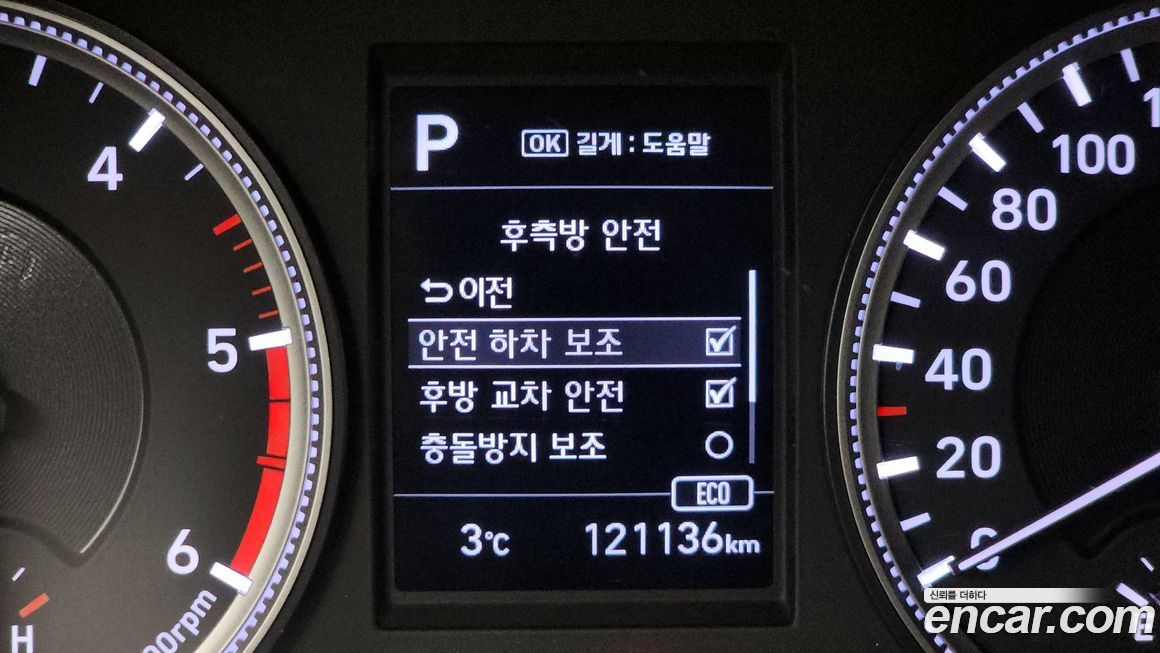 P
OK 길게 : 도움말
후측방 안전
이전
안전 하차 보조
후방 교차 안전
충돌방지 보조
ECO
3℃ 121136km
4
5
6
H
100
80
60
40
20
0
신뢰를 더하다
encar.com